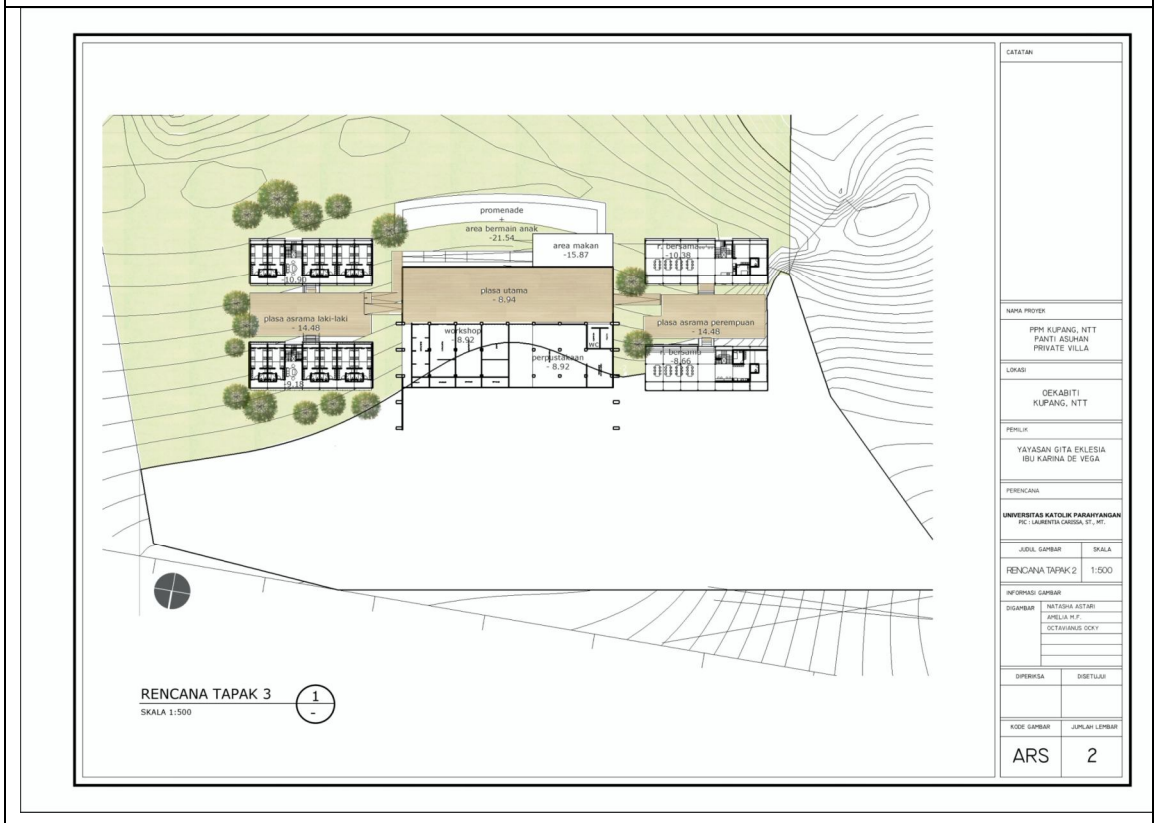 promenade
+
area bermain anak
-21.54
area makan
-15.87
r. bersama
-10.38
-10.90
plasa utama
- 8.94
plasa asrama laki-laki
- 14.48
plasa asrama perempuan
- 14.48
workshop
- 8.92
wc
perpustakaan
- 8.92
r. bersama
-8.66
-9.18
RENCANA TAPAK 3
SKALA 1:500
1
-
CATATAN
NAMA PROYEK
PPM KUPANG, NTT
PANTI ASUHAN
PRIVATE VILLA
LOKASI
OEKABITI
KUPANG, NTT
PEMILIK
YAYASAN GITA EKLESIA
IBU KARINA DE VEGA
PERENCANA
UNIVERSITAS KATOLIK PARAHYANGAN
PIC : LAURENTIA CARISSA, ST., MT.
JUDUL GAMBAR SKALA
RENCANA TAPAK 2 1:500
INFORMASI GAMBAR
DIGAMBAR NATASHA ASTARI
AMELIA M.F.
OCTAVIANUS OCKY
DIPERIKSA DISETUJUI
KODE GAMBAR JUMLAH LEMBAR
ARS 2